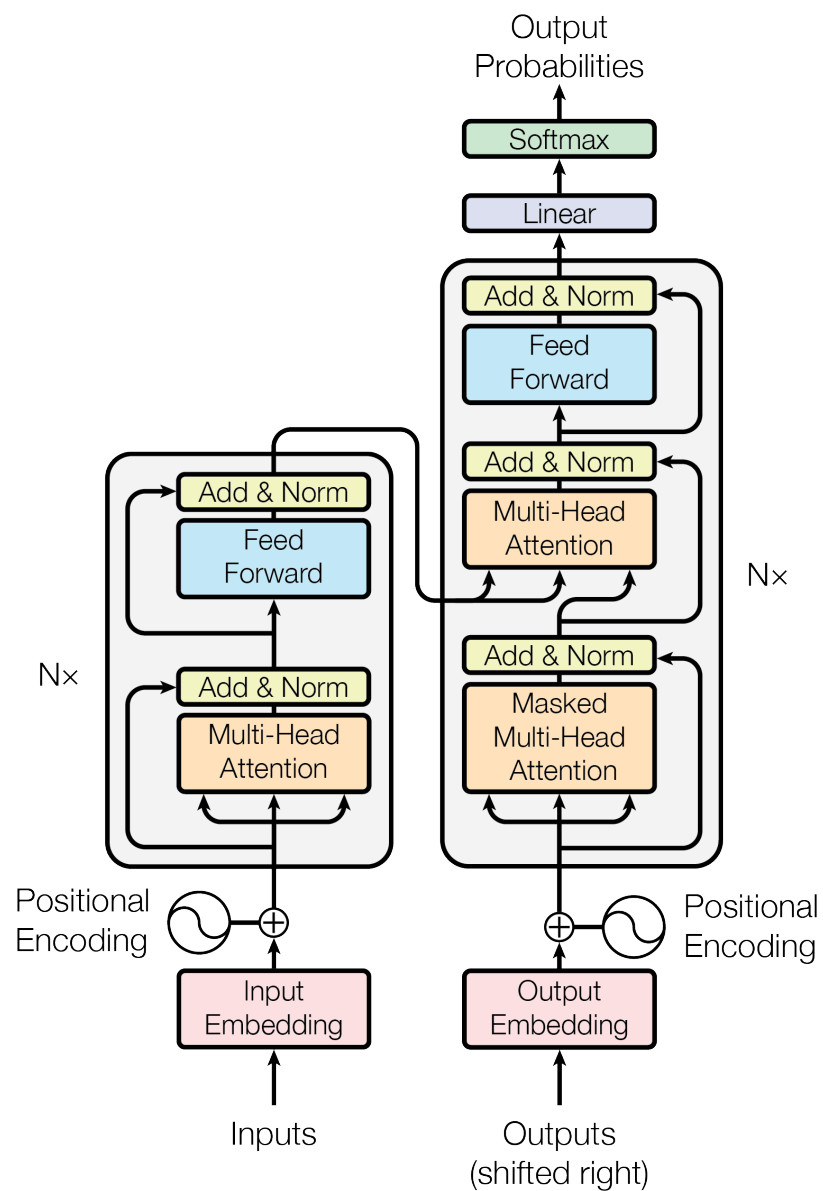 Output
Probabilities
Softmax
Linear
Add & Norm
Feed
Forward
Add & Norm
Multi-Head
Attention
Nx
Add & Norm
Masked
Multi-Head
Attention
Add & Norm
Feed
Forward
Nx
Add & Norm
Multi-Head
Attention
Positional
Encoding
Positional
Encoding
Input
Embedding
Output
Embedding
Inputs
Outputs
(shifted right)